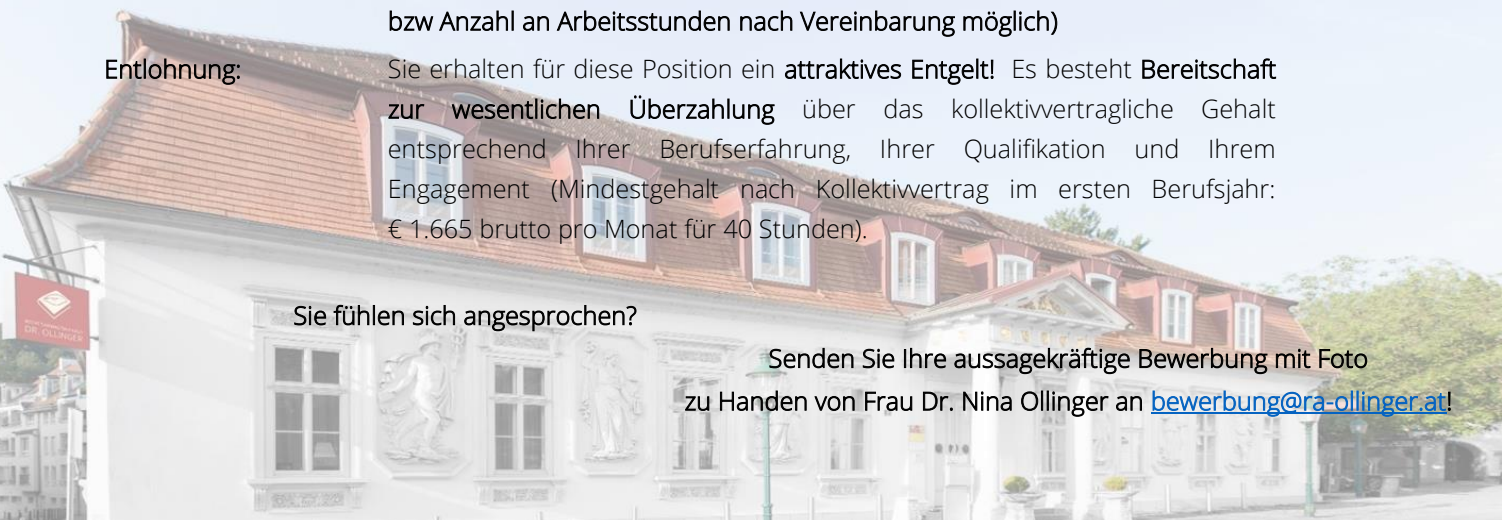 bzw Anzahl an Arbeitsstunden nach Vereinbarung möglich)
Entlohnung: Sie erhalten für diese Position ein attraktives Entgelt! Es besteht Bereitschaft
zur wesentlichen Überzahlung über das kollektivvertragliche Gehalt
entsprechend Ihrer Berufserfahrung, Ihrer Qualifikation und Ihrem
Engagement (Mindestgehalt nach Kollektivvertrag im ersten Berufsjahr:
€ 1.665 brutto pro Monat für 40 Stunden).
Sie fühlen sich angesprochen?
Senden Sie Ihre aussagekräftige Bewerbung mit Foto
zu Handen von Frau Dr. Nina Ollinger an bewerbung@ra-ollinger.at!
DR. OLLINGER